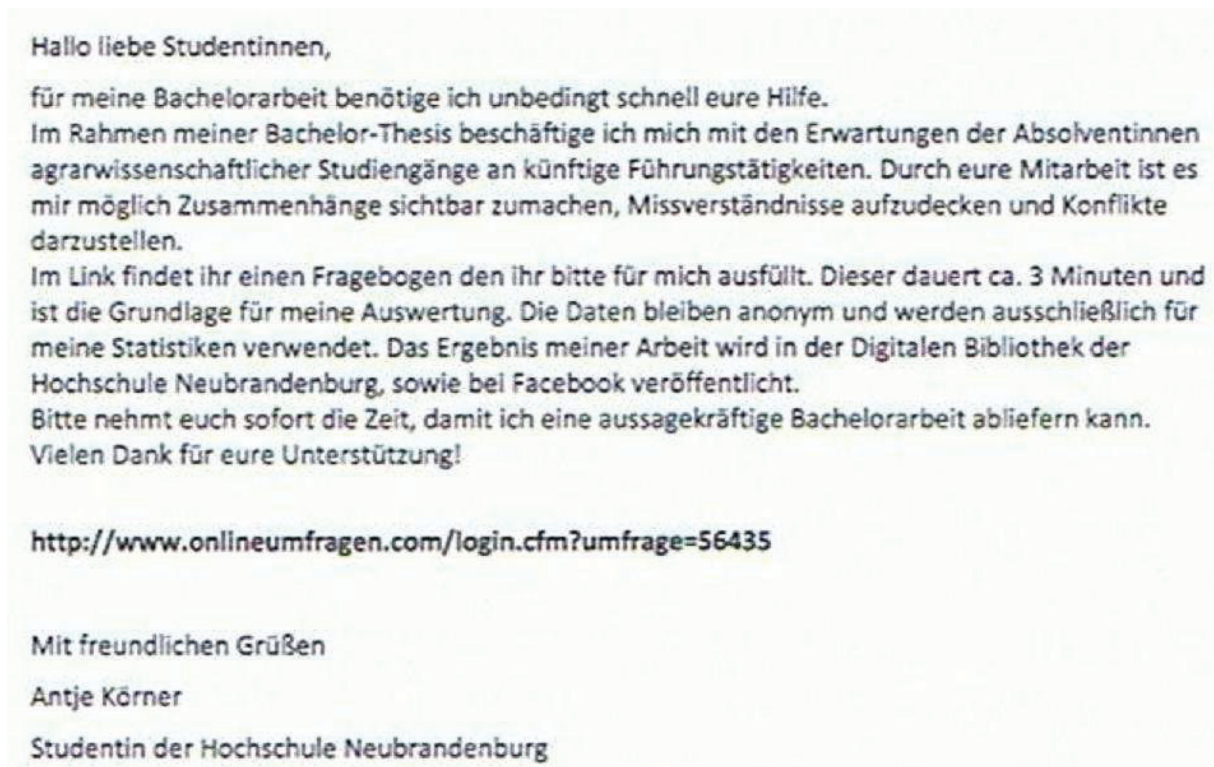 Hallo liebe Studentinnen,
für meine Bachelorarbeit benötige ich unbedingt schnell eure Hilfe.
Im Rahmen meiner Bachelor-Thesis beschäftige ich mich mit den Erwartungen der Absolventinnen
agrarwissenschaftlicher Studiengänge an künftige Führungstätigkeiten. Durch eure Mitarbeit ist es
mir möglich Zusammenhänge sichtbar zumachen, Missverständnisse aufzudecken und Konflikte
darzustellen.
Im Link findet ihr einen Fragebogen den ihr bitte für mich ausfüllt. Dieser dauert ca. 3 Minuten und
ist die Grundlage für meine Auswertung. Die Daten bleiben anonym und werden ausschließlich für
meine Statistiken verwendet. Das Ergebnis meiner Arbeit wird in der Digitalen Bibliothek der
Hochschule Neubrandenburg, sowie bei Facebook veröffentlicht.
Bitte nehmt euch sofort die Zeit, damit ich eine aussagekräftige Bachelorarbeit abliefern kann.
Vielen Dank für eure Unterstützung!
http://www.onlineumfragen.com/login.cfm?umfrage=56435
Mit freundlichen Grüßen
Antje Körner
Studentin der Hochschule Neubrandenburg